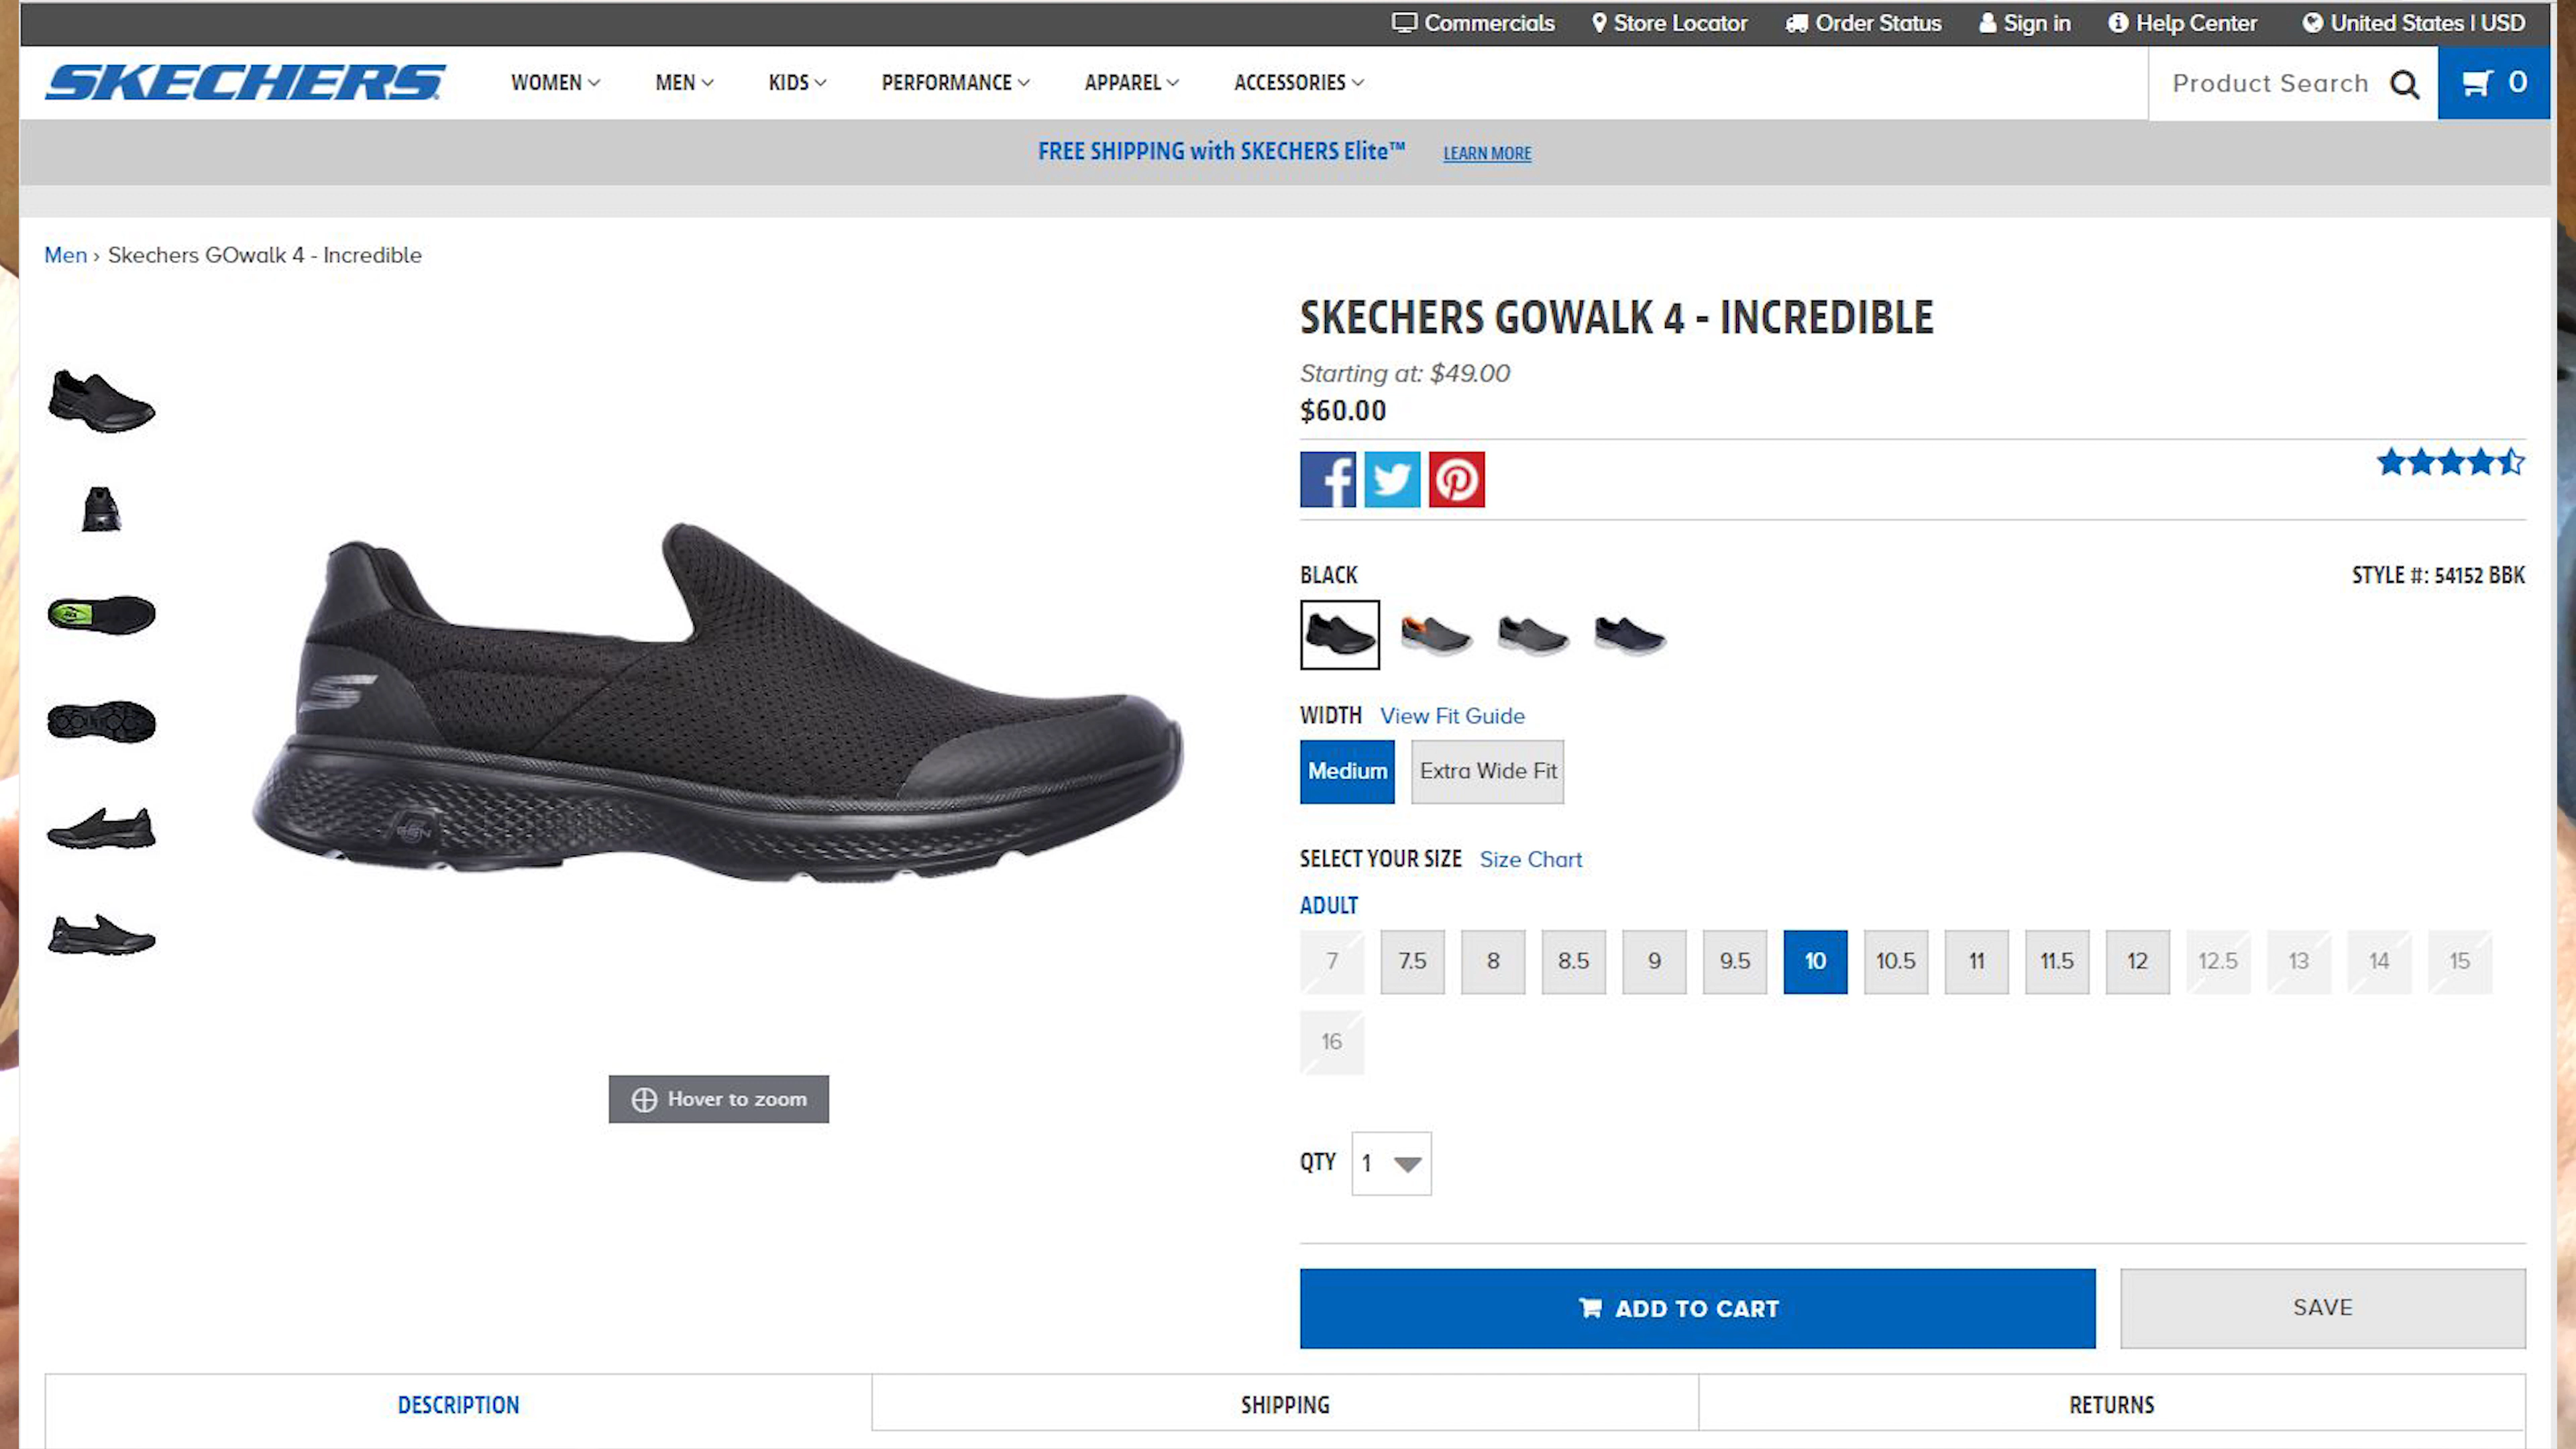 Commercials Store Locator Order Status Sign in Help Center United States | USD
SKECHERS WOMEN MEN KIDS PERFORMANCE APPAREL ACCESSORIES Product Search 0
FREE SHIPPING with SKECHERS Elite™ LEARN MORE
Men › Skechers GOwalk 4 - Incredible
SKECHERS GOWALK 4 - INCREDIBLE
Starting at: $49.00
$60.00
BLACK STYLE #: 54152 BBK
WIDTH View Fit Guide
Medium Extra Wide Fit
SELECT YOUR SIZE Size Chart
ADULT
7 7.5 8 8.5 9 9.5 10 10.5 11 11.5 12 12.5 13 14 15
16
Hover to zoom
QTY 1
ADD TO CART SAVE
DESCRIPTION SHIPPING RETURNS